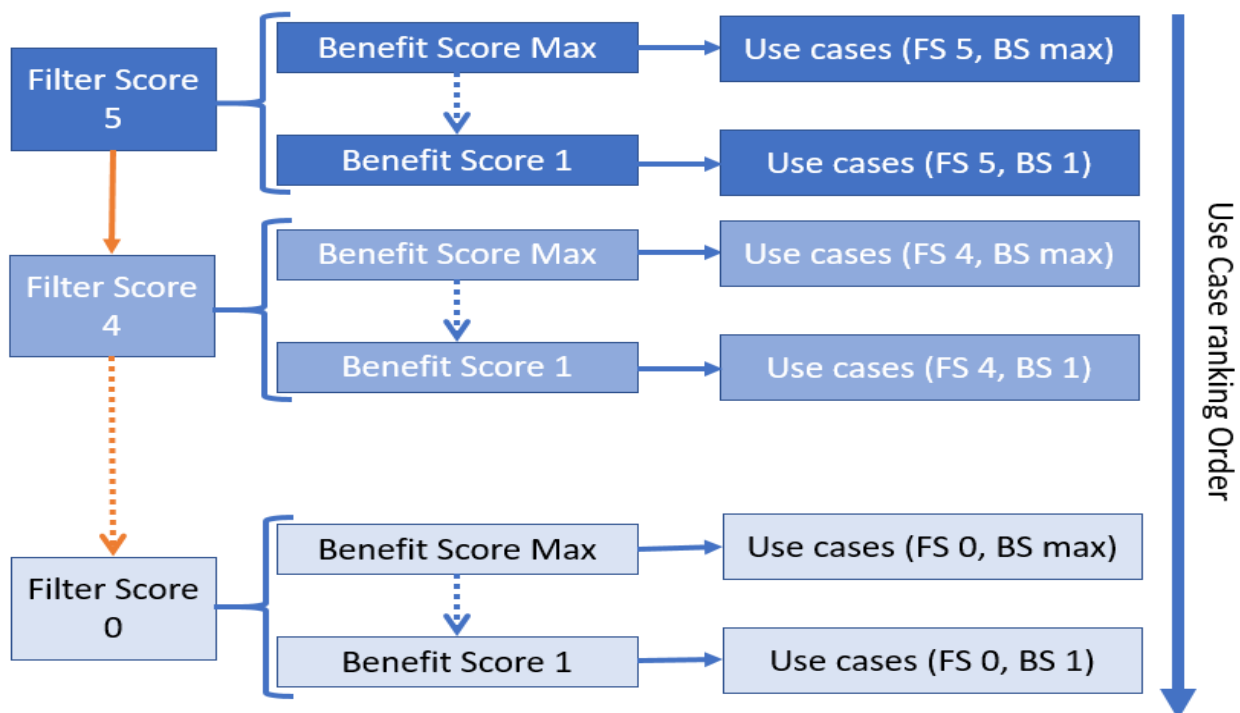 Filter Score
5
Benefit Score Max
Use cases (FS 5, BS max)
Benefit Score 1
Use cases (FS 5, BS 1)
Filter Score
4
Benefit Score Max
Use cases (FS 4, BS max)
Benefit Score 1
Use cases (FS 4, BS 1)
Filter Score
0
Benefit Score Max
Use cases (FS 0, BS max)
Benefit Score 1
Use cases (FS 0, BS 1)
Use Case ranking Order